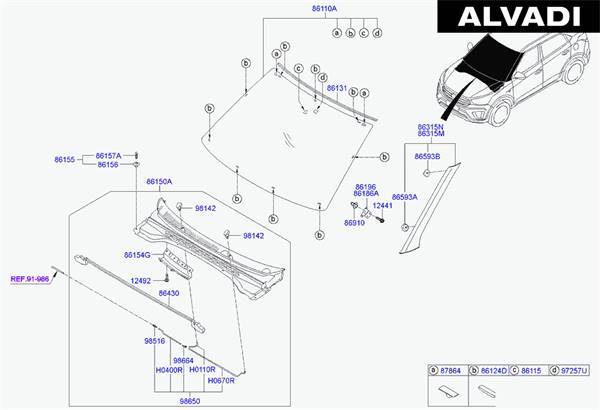 ALVADI
86110A
a b c d
b
a
c
b
d
a
86131
b
b
b
b
b
b
86315N
86315M
86593B
86593A
86157A
86155
86156
86150A
98142
98142
86154G
REF.91-986
12492
86430
86196
86186A
12441
86910
98516
98664
H0400R
H0110R
H0670R
98650
a 87864 b 86124D c 86115 d 97257U